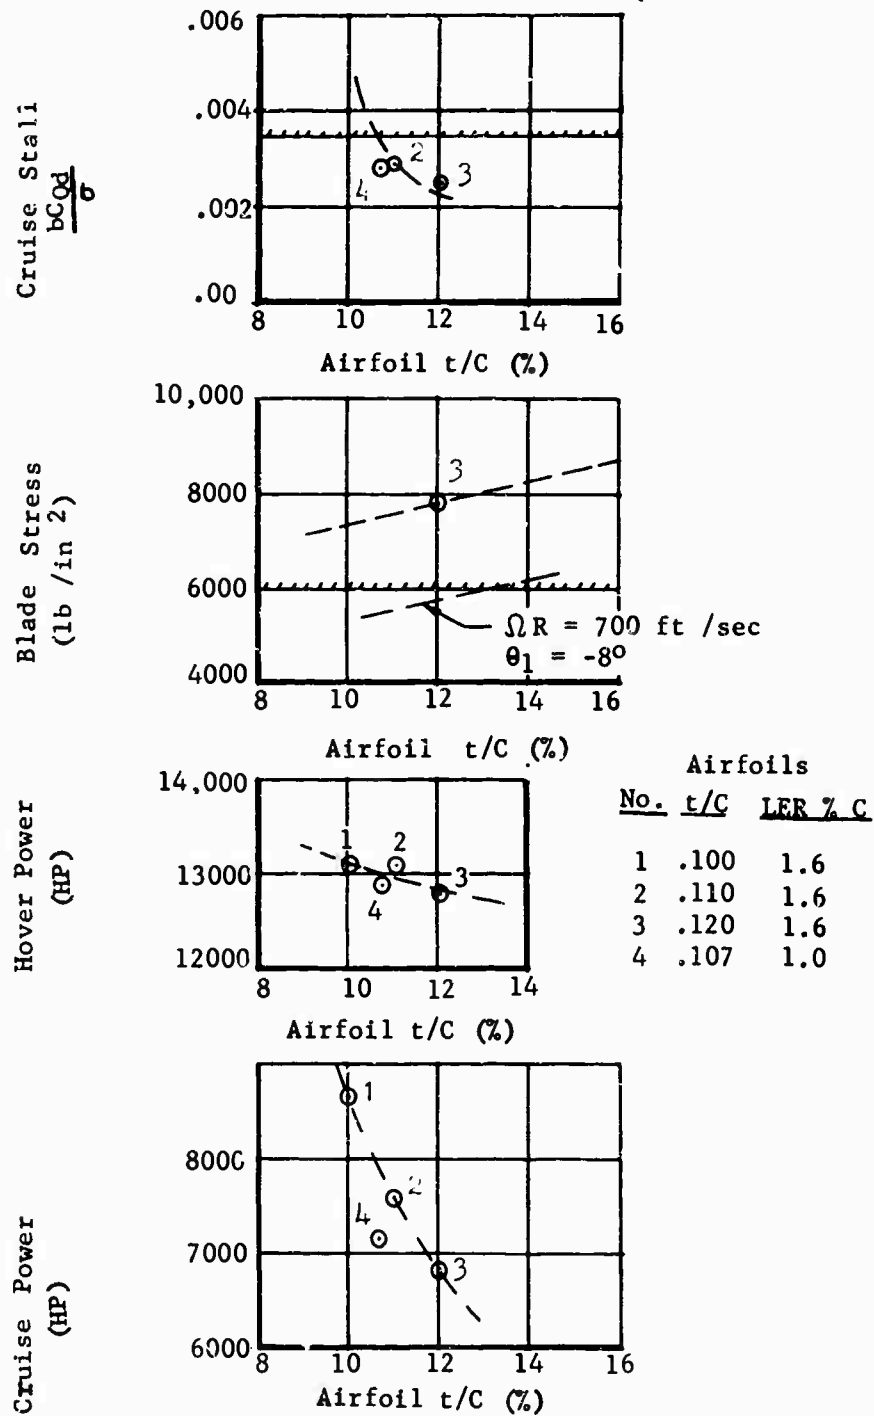 .006
.004
.002
.00
Cruise Stall
bCQd
σ
2
4
3
8 10 12 14 16
Airfoil t/C (%)
10,000
8000
6000
4000
Blade Stress
(lb /in 2)
3
ΩR = 700 ft /sec
θ1 = -8°
8 10 12 14 16
Airfoil t/C (%)
14,000
13000
12000
Hover Power
(HP)
1 2
4
3
8 10 12 14
Airfoil t/C (%)
Airfoils
No. t/C LER % C
1 .100 1.6
2 .110 1.6
3 .120 1.6
4 .107 1.0
8000
7000
6000
Cruise Power
(HP)
1
2
4
3
8 10 12 14 16
Airfoil t/C (%)